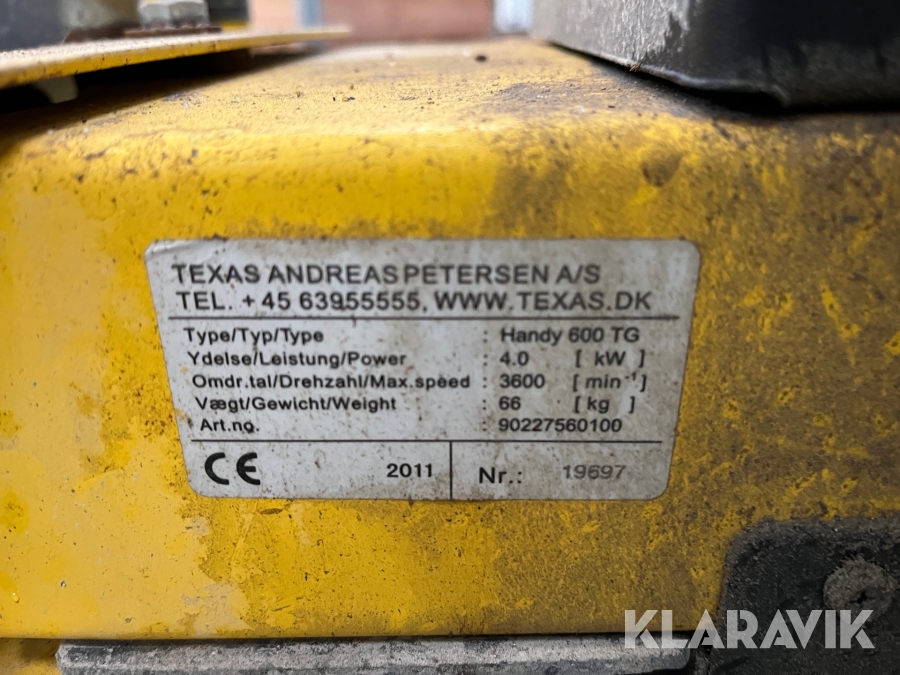 TEXAS ANDREAS PETERSEN A/S
TEL. + 45 63955555, WWW.TEXAS.DK
Type/Typ/Type : Handy 600 TG
Ydelse/Leistung/Power : 4.0 [ kW ]
Omdr.tal/Drehzahl/Max.speed : 3600 [ min⁻¹]
Vægt/Gewicht/Weight : 66 [ kg ]
Art.no. : 90227560100
CE 2011 Nr.: 19697
KLARAVIK